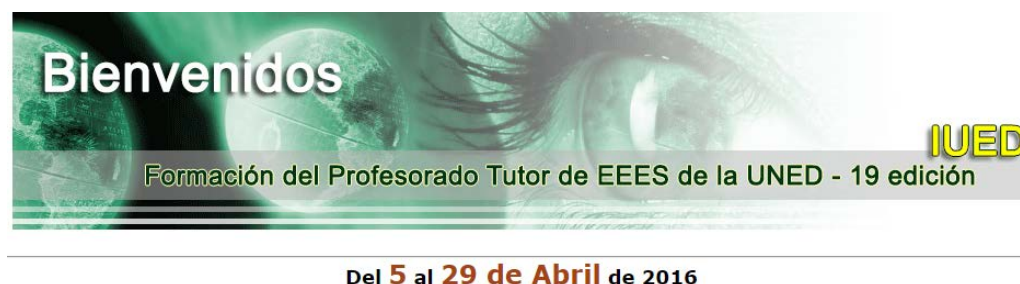 Bienvenidos
IUED
Formación del Profesorado Tutor de EEES de la UNED - 19 edición
Del 5 al 29 de Abril de 2016